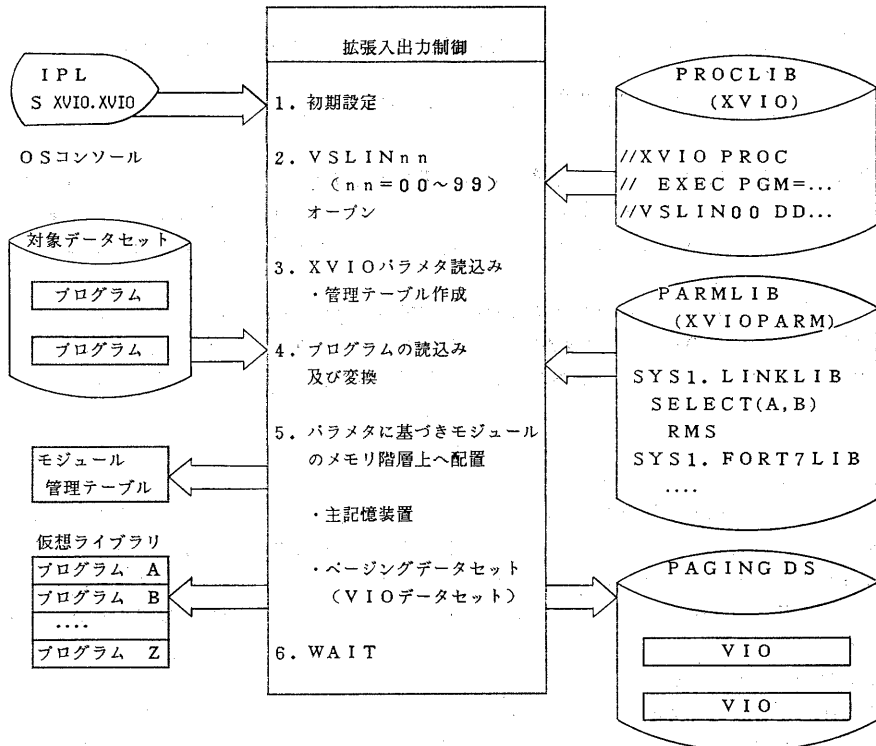 拡張入出力制御
IPL
S XVIO.XVIO
OSコンソール
対象データセット
プログラム
プログラム
モジュール
管理テーブル
仮想ライブラリ
プログラム A
プログラム B
....
プログラム Z
1. 初期設定
2. VSLINnn
(nn=00~99)
オープン
3. XVIOパラメタ読込み
・管理テーブル作成
4. プログラムの読込み
及び変換
5. パラメタに基づきモジュール
のメモリ階層上へ配置
・主記憶装置
・ページングデータセット
(VIOデータセット)
6. WAIT
PROCLIB
(XVIO)
//XVIO PROC
// EXEC PGM=...
//VSLIN00 DD...
PARMLIB
(XVIOPARM)
SYS1. LINKLIB
SELECT(A,B)
RMS
SYS1. FORT7LIB
....
PAGING DS
VIO
VIO